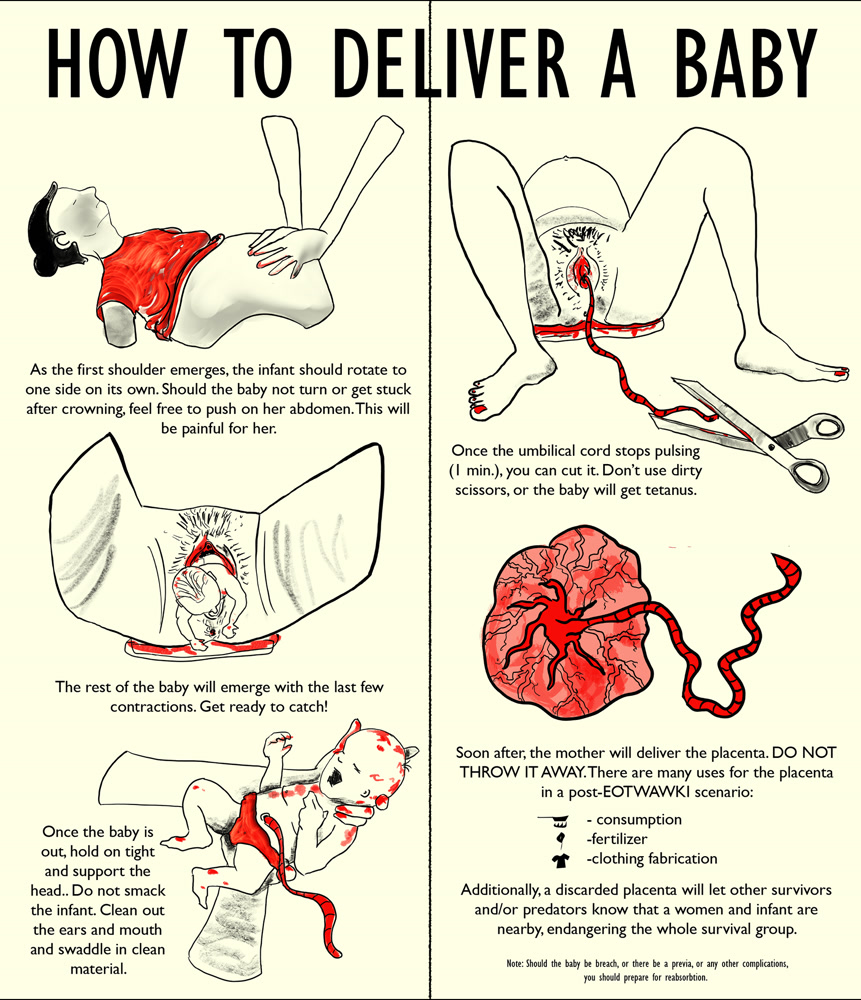 HOW TO DELIVER A BABY
As the first shoulder emerges, the infant should rotate to
one side on its own. Should the baby not turn or get stuck
after crowning, feel free to push on her abdomen. This will
be painful for her.
The rest of the baby will emerge with the last few
contractions. Get ready to catch!
Once the baby is
out, hold on tight
and support the
head.. Do not smack
the infant. Clean out
the ears and mouth
and swaddle in clean
material.
Once the umbilical cord stops pulsing
(1 min.), you can cut it. Don't use dirty
scissors, or the baby will get tetanus.
Soon after, the mother will deliver the placenta. DO NOT
THROW IT AWAY. There are many uses for the placenta
in a post-EOTWAWKI scenario:
- consumption
-fertilizer
-clothing fabrication
Additionally, a discarded placenta will let other survivors
and/or predators know that a women and infant are
nearby, endangering the whole survival group.
Note: Should the baby be breach, or there be a previa, or any other complications,
you should prepare for reabsorbtion.